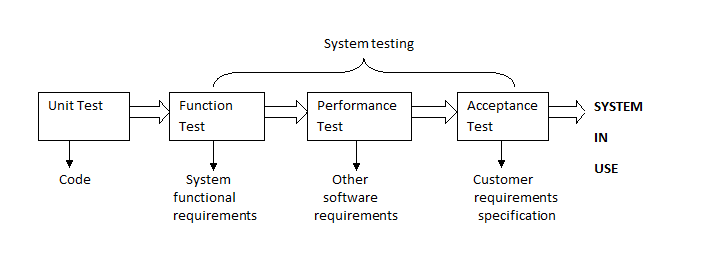 System testing
Unit Test
Function
Test
Performance
Test
Acceptance
Test
SYSTEM
IN
USE
Code
System
functional
requirements
Other
software
requirements
Customer
requirements
specification